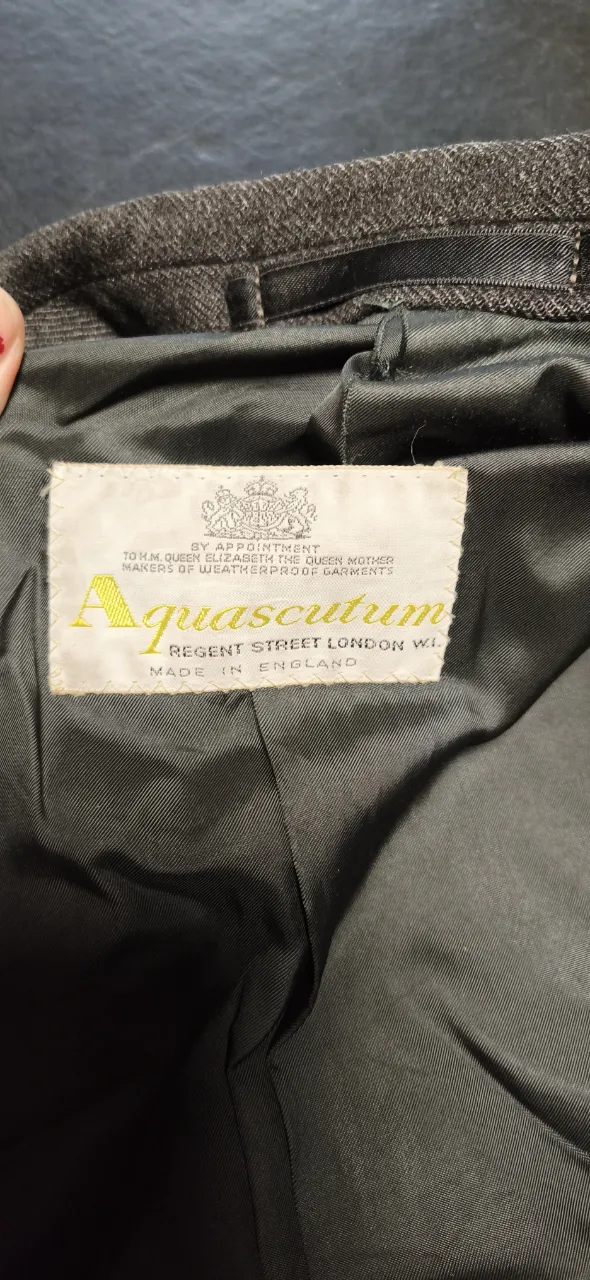 BY APPOINTMENT
TO H.M. QUEEN ELIZABETH THE QUEEN MOTHER
MAKERS OF WEATHERPROOF GARMENTS
Aquascutum
REGENT STREET LONDON W.I.
MADE IN ENGLAND